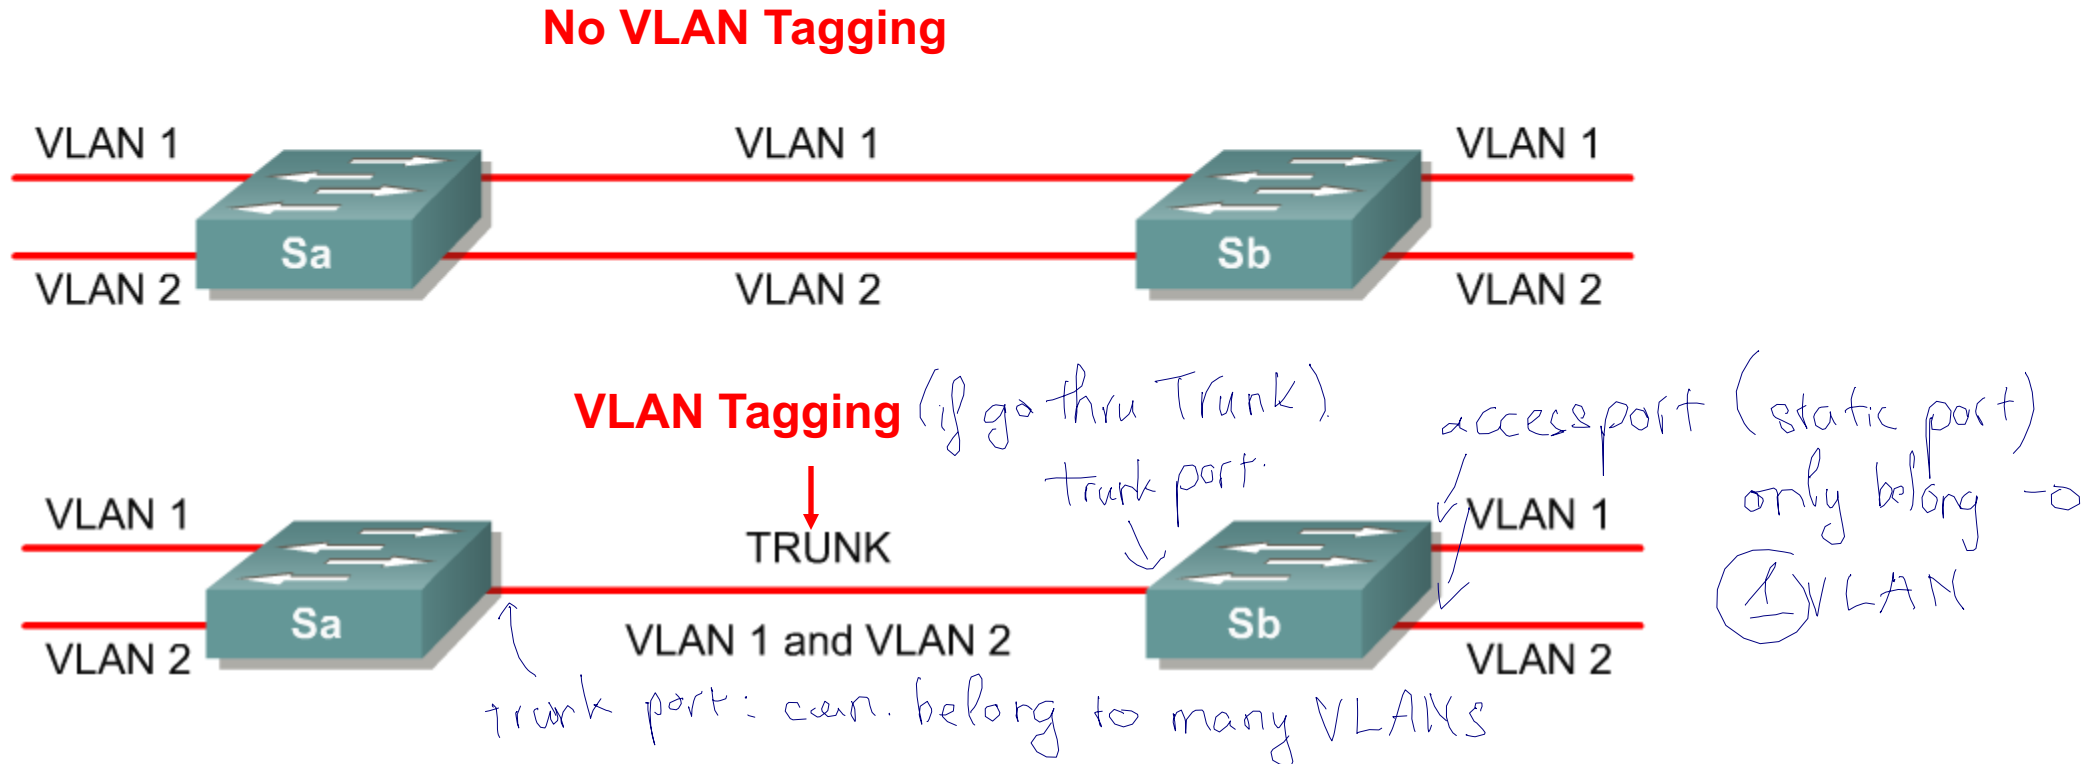 No VLAN Tagging
VLAN 1 VLAN 1 VLAN 1
Sa Sb
VLAN 2 VLAN 2 VLAN 2
VLAN Tagging (if go thru Trunk).
accessport (static port)
trunk port.
only belong →
VLAN 1 TRUNK VLAN 1
1 VLAN
Sa Sb
VLAN 2 VLAN 1 and VLAN 2 VLAN 2
trunk port: can. belong to many VLANs